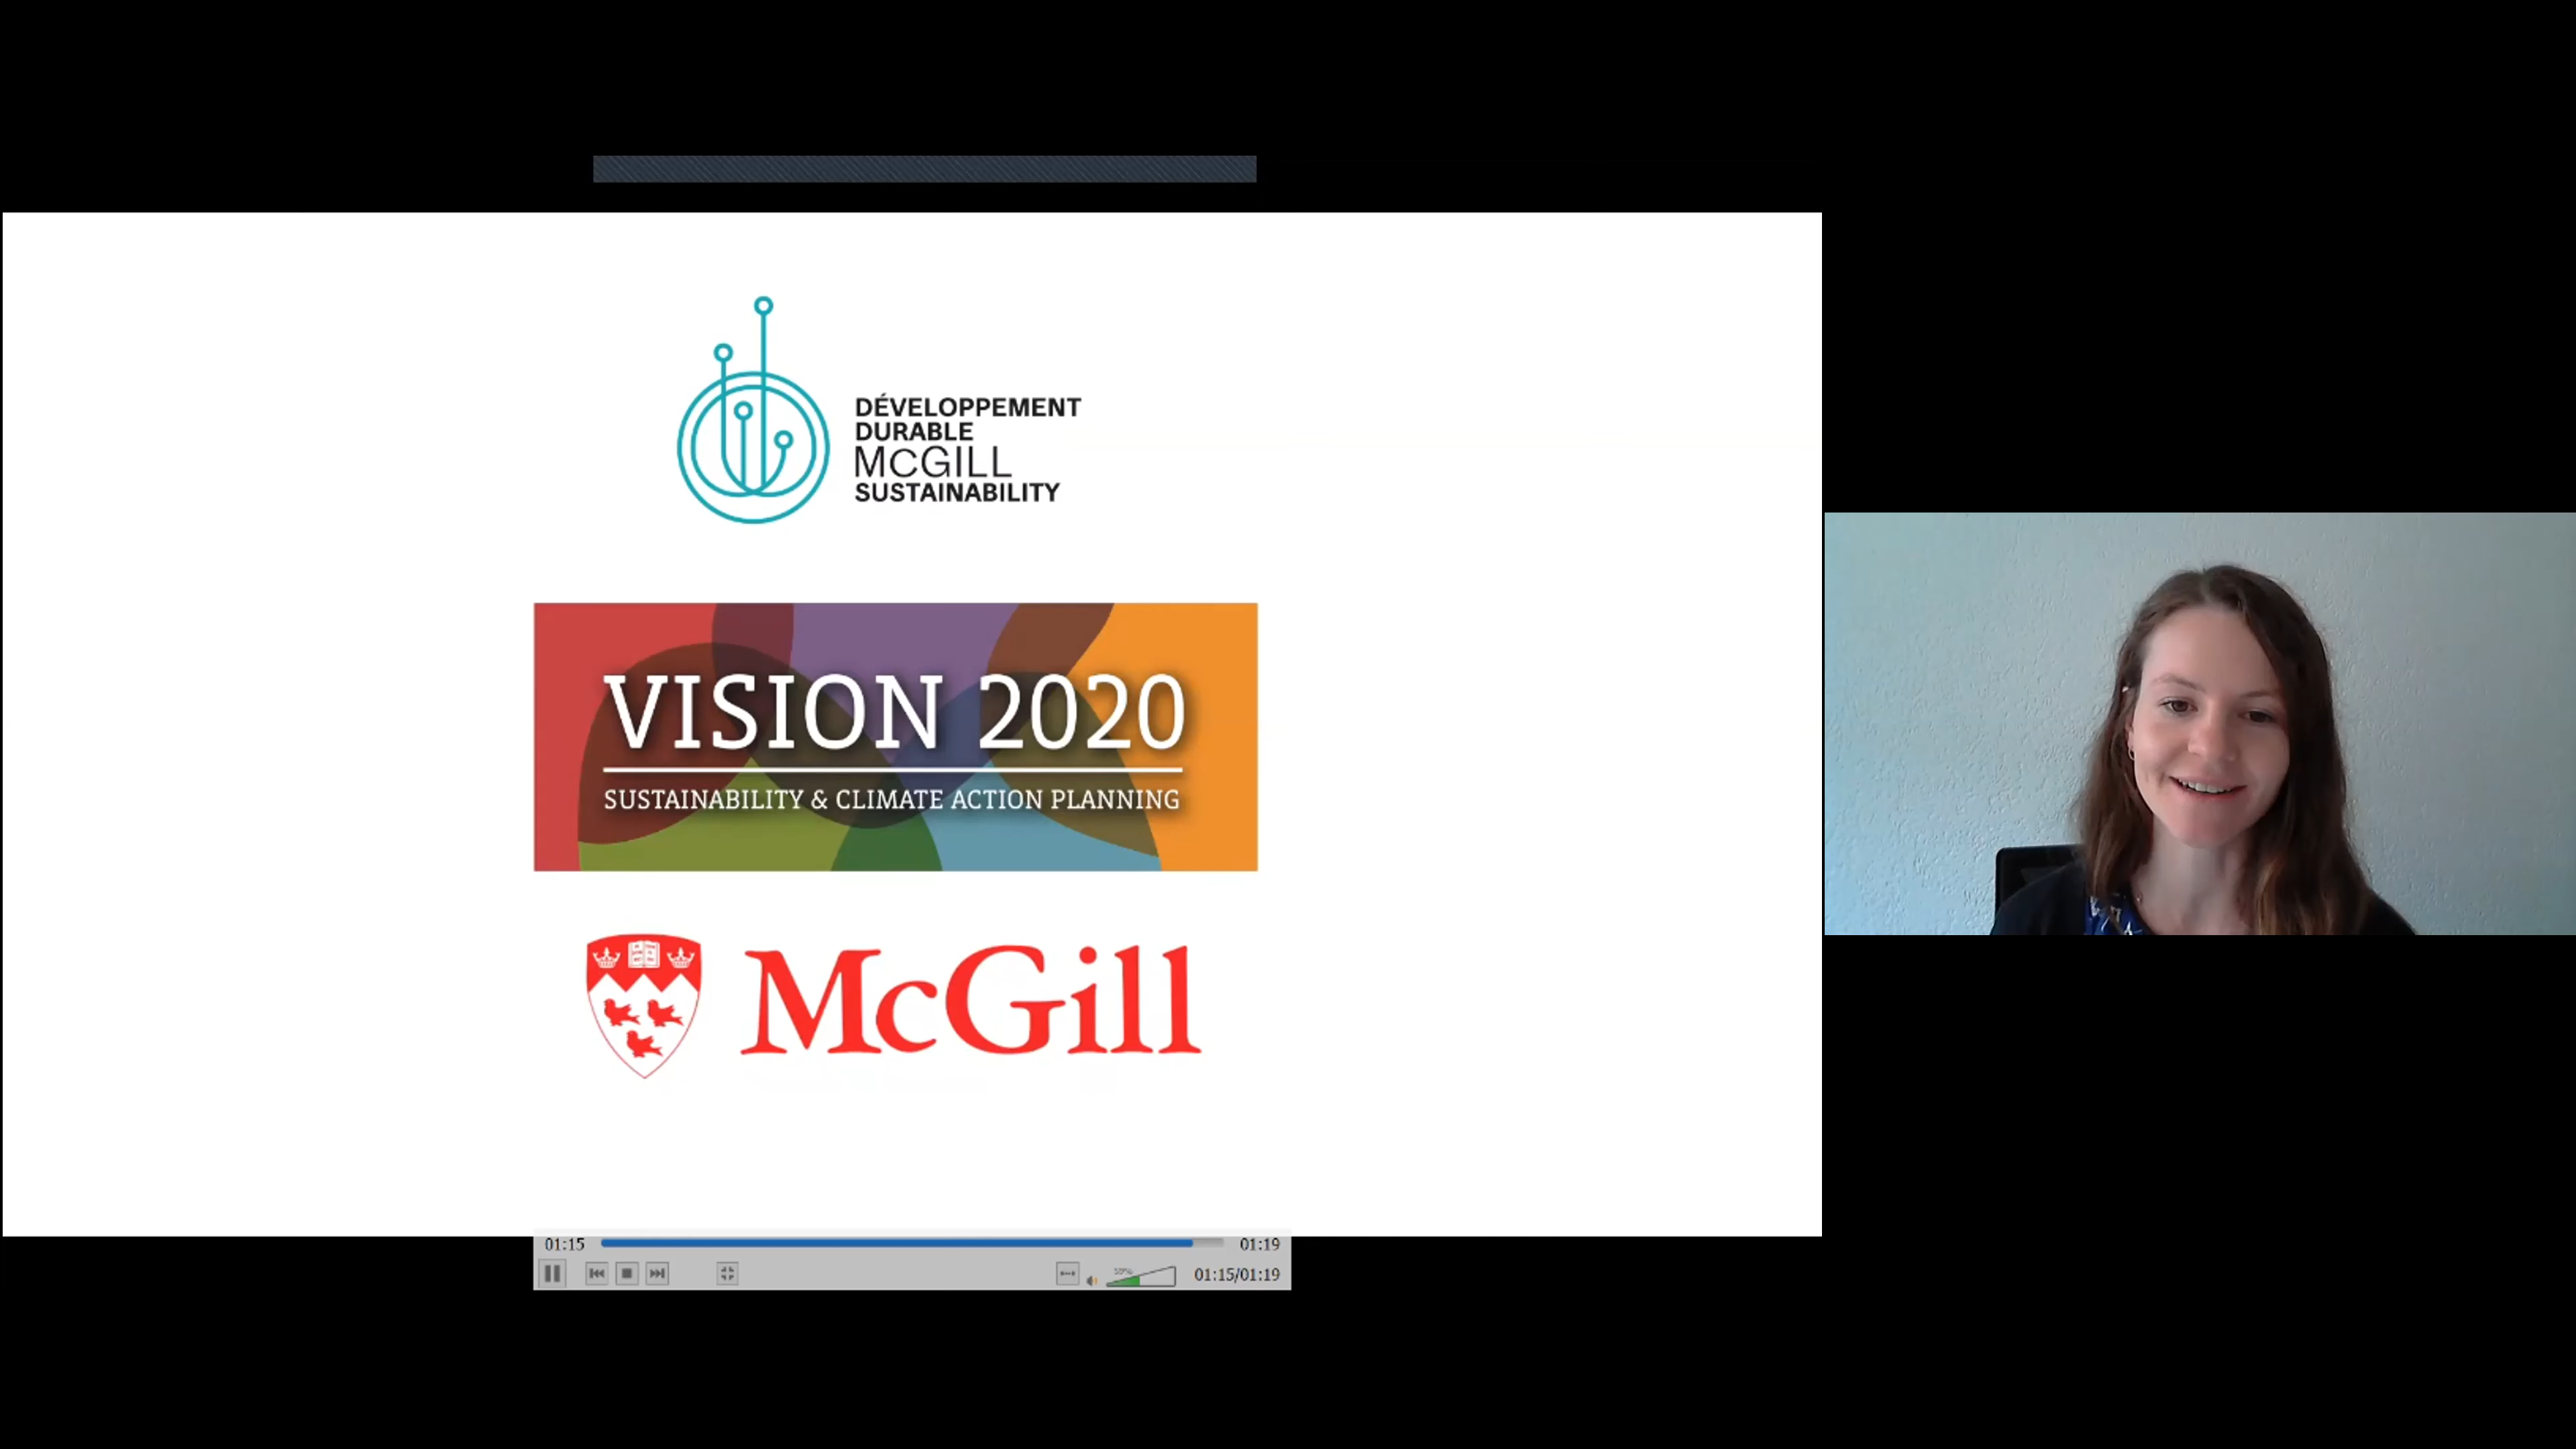 DÉVELOPPEMENT
DURABLE
MCGILL
SUSTAINABILITY
VISION 2020
SUSTAINABILITY & CLIMATE ACTION PLANNING
McGill
01:15
01:19
01:15/01:19